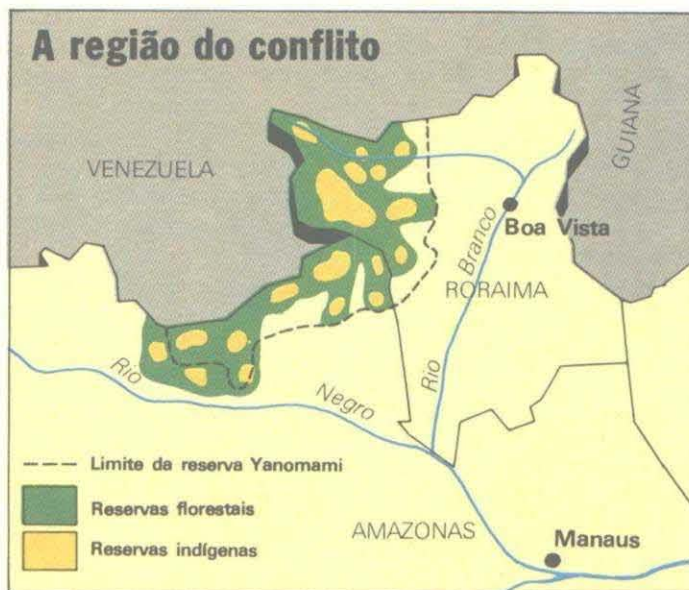 A região do conflito
VENEZUELA
GUIANA
Boa Vista
Rio Branco
RORAIMA
Rio Negro
Limite da reserva Yanomami
Reservas florestais
Reservas indígenas
AMAZONAS
Manaus